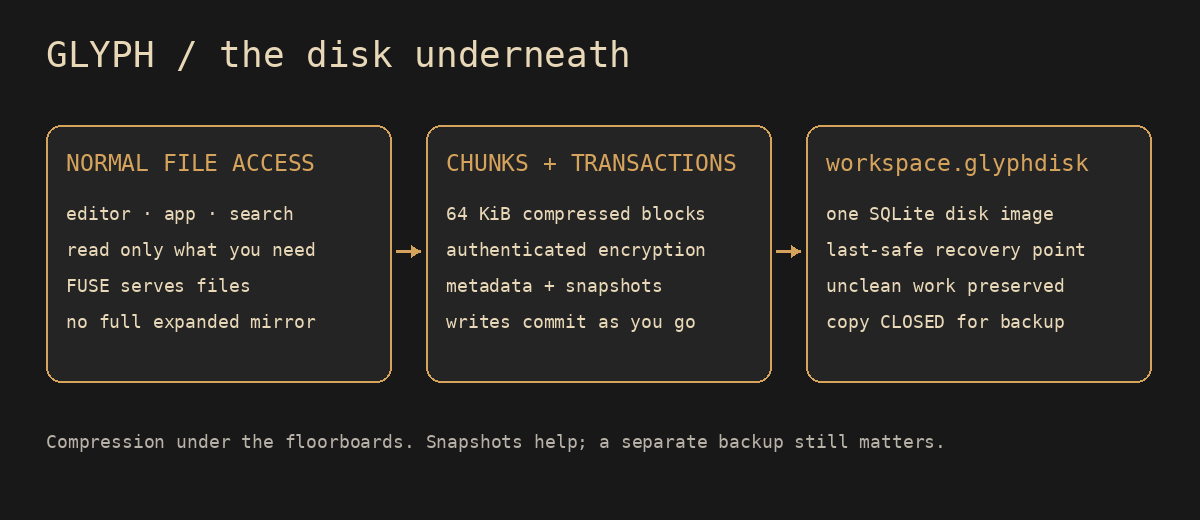 GLYPH / the disk underneath
NORMAL FILE ACCESS
editor · app · search
read only what you need
FUSE serves files
no full expanded mirror
CHUNKS + TRANSACTIONS
64 KiB compressed blocks
authenticated encryption
metadata + snapshots
writes commit as you go
workspace.glyphdisk
one SQLite disk image
last-safe recovery point
unclean work preserved
copy CLOSED for backup
Compression under the floorboards. Snapshots help; a separate backup still matters.